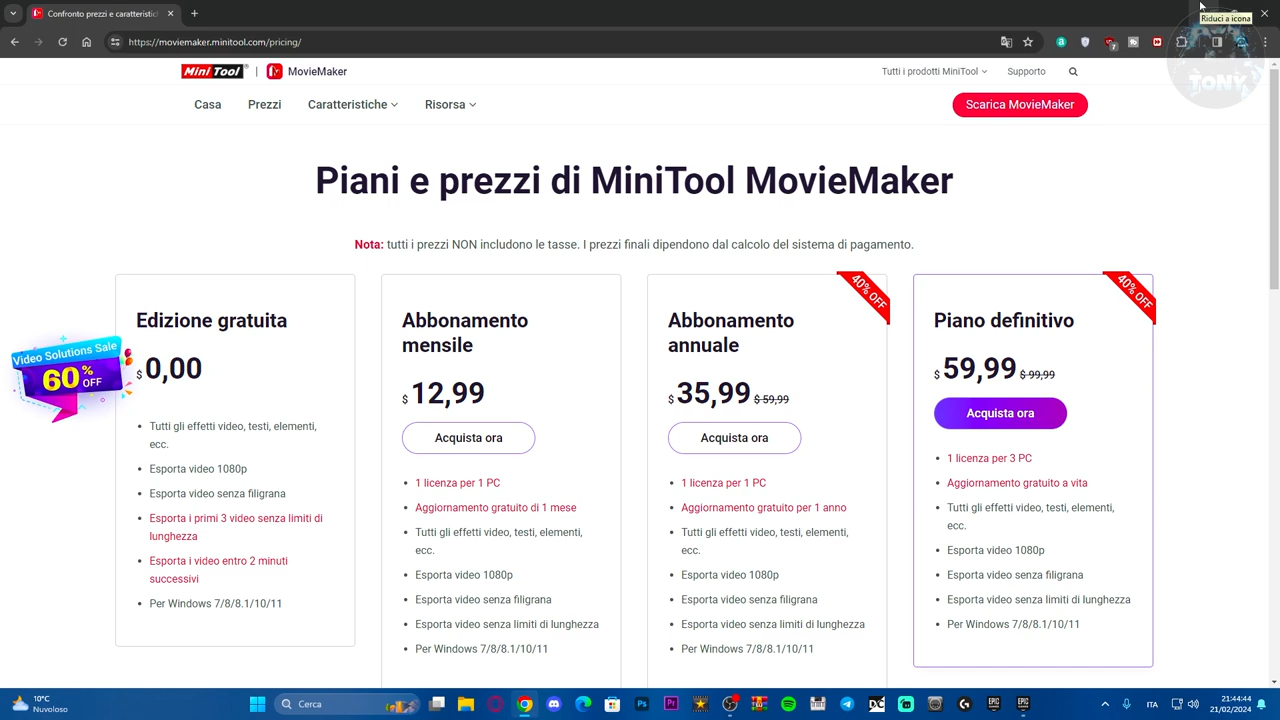 Confronto prezzi e caratteristic
Riduci a icona
https://moviemaker.minitool.com/pricing/
TONY
Mini Tool® | MovieMaker
Tutti i prodotti MiniTool
Supporto
Casa
Prezzi
Caratteristiche
Risorsa
Scarica MovieMaker
Piani e prezzi di MiniTool MovieMaker
Nota: tutti i prezzi NON includono le tasse. I prezzi finali dipendono dal calcolo del sistema di pagamento.
Video Solutions Sale
60% OFF
Edizione gratuita
$ 0,00
Tutti gli effetti video, testi, elementi,
ecc.
Esporta video 1080p
Esporta video senza filigrana
Esporta i primi 3 video senza limiti di
lunghezza
Esporta i video entro 2 minuti
successivi
Per Windows 7/8/8.1/10/11
Abbonamento
mensile
$ 12,99
Acquista ora
1 licenza per 1 PC
Aggiornamento gratuito di 1 mese
Tutti gli effetti video, testi, elementi,
ecc.
Esporta video 1080p
Esporta video senza filigrana
Esporta video senza limiti di lunghezza
Per Windows 7/8/8.1/10/11
40% OFF
Abbonamento
annuale
$ 35,99 $ 59,99
Acquista ora
1 licenza per 1 PC
Aggiornamento gratuito per 1 anno
Tutti gli effetti video, testi, elementi,
ecc.
Esporta video 1080p
Esporta video senza filigrana
Esporta video senza limiti di lunghezza
Per Windows 7/8/8.1/10/11
40% OFF
Piano definitivo
$ 59,99 $ 99,99
Acquista ora
1 licenza per 3 PC
Aggiornamento gratuito a vita
Tutti gli effetti video, testi, elementi,
ecc.
Esporta video 1080p
Esporta video senza filigrana
Esporta video senza limiti di lunghezza
Per Windows 7/8/8.1/10/11
10°C
Nuvoloso
Cerca
ITA
21:44:44
21/02/2024